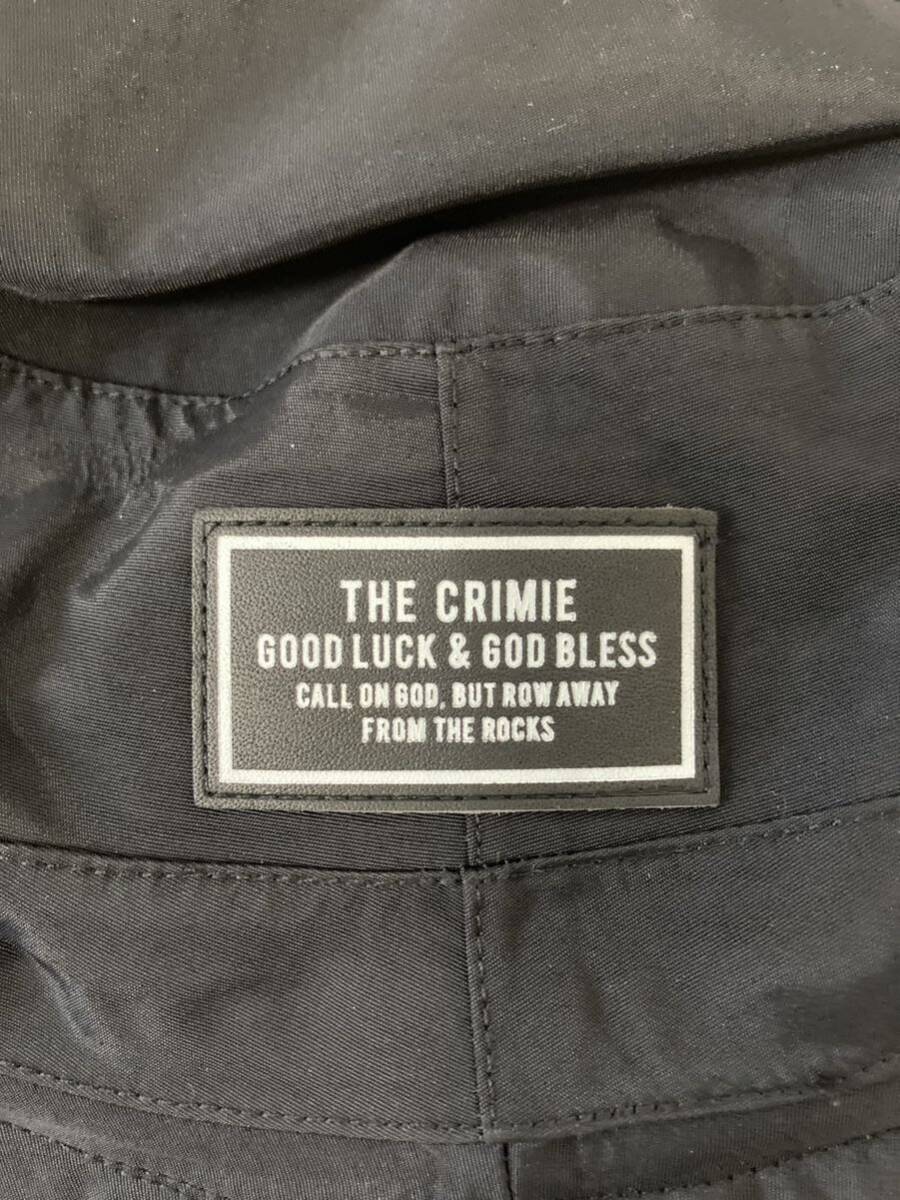 THE CRIMIE
GOOD LUCK & GOD BLESS
CALL ON GOD, BUT ROW AWAY
FROM THE ROCKS